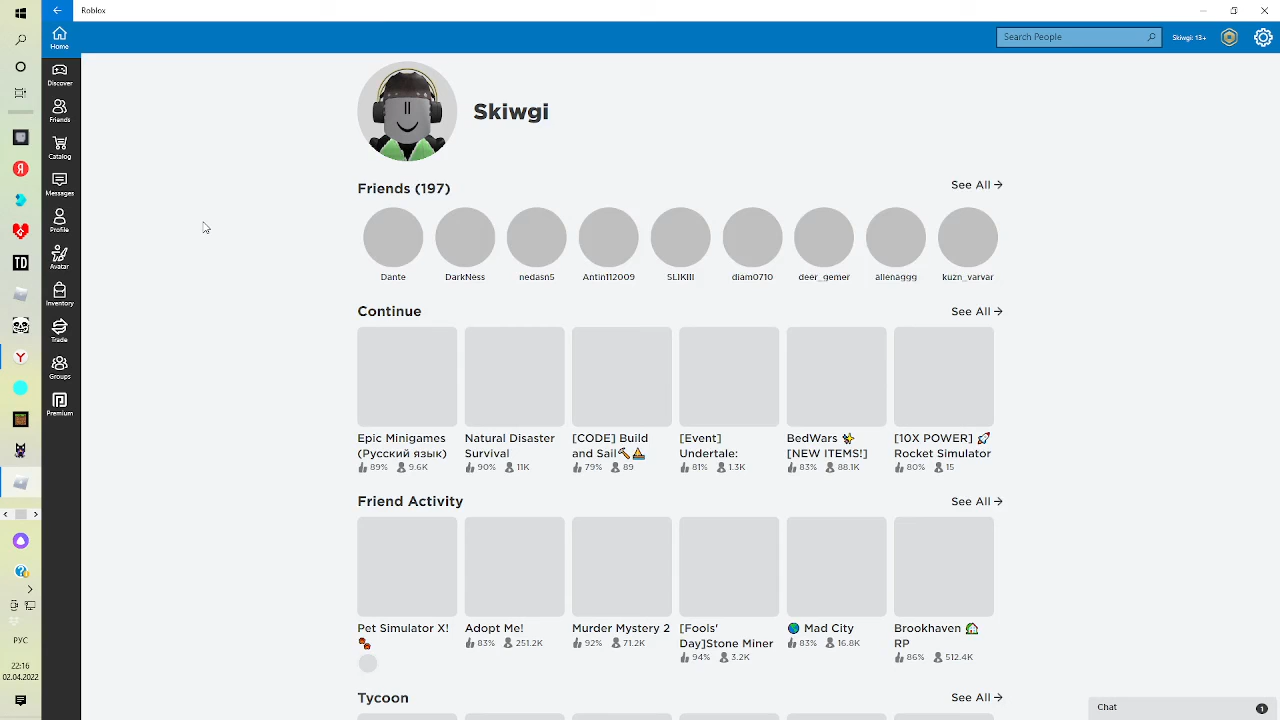 Roblox
Home
Search People
Skiwgi: 13+
Discover
Friends
Catalog
Messages
Profile
Avatar
Inventory
Trade
Groups
Premium
Skiwgi
Friends (197)
See All
Dante
DarkNess
nedasn5
Antin112009
SLIKIII
diam0710
deer_gemer
allenaggg
kuzn_varvar
Continue
See All
Epic Minigames
(Русский язык)
89% 9.6K
Natural Disaster
Survival
90% 11K
[CODE] Build
and Sail🔨⛵
79% 89
[Event]
Undertale:
81% 1.3K
BedWars ✨
[NEW ITEMS!]
83% 88.1K
[10X POWER] 🚀
Rocket Simulator
80% 15
Friend Activity
See All
Pet Simulator X!
Adopt Me!
83% 251.2K
Murder Mystery 2
92% 71.2K
[Fools'
Day]Stone Miner
94% 3.2K
🌎 Mad City
83% 16.8K
Brookhaven 🏡
RP
86% 512.4K
Tycoon
See All
Chat
1
TD
РУС
22:16
02.04.2022